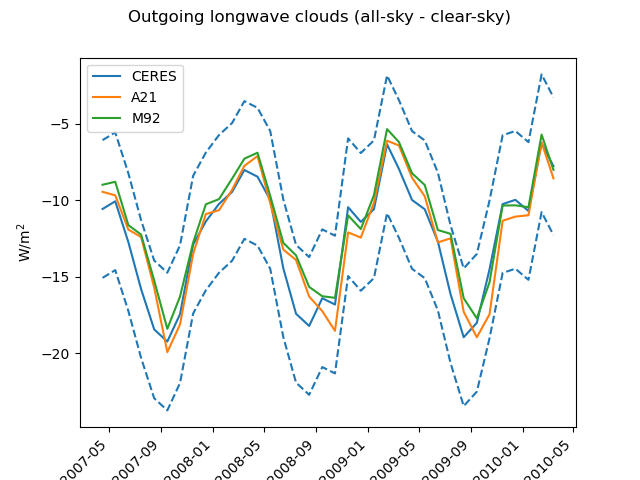 Outgoing longwave clouds (all-sky - clear-sky)
CERES
A21
M92
W/m²
−5
−10
−15
−20
2007-05
2007-09
2008-01
2008-05
2008-09
2009-01
2009-05
2009-09
2010-01
2010-05